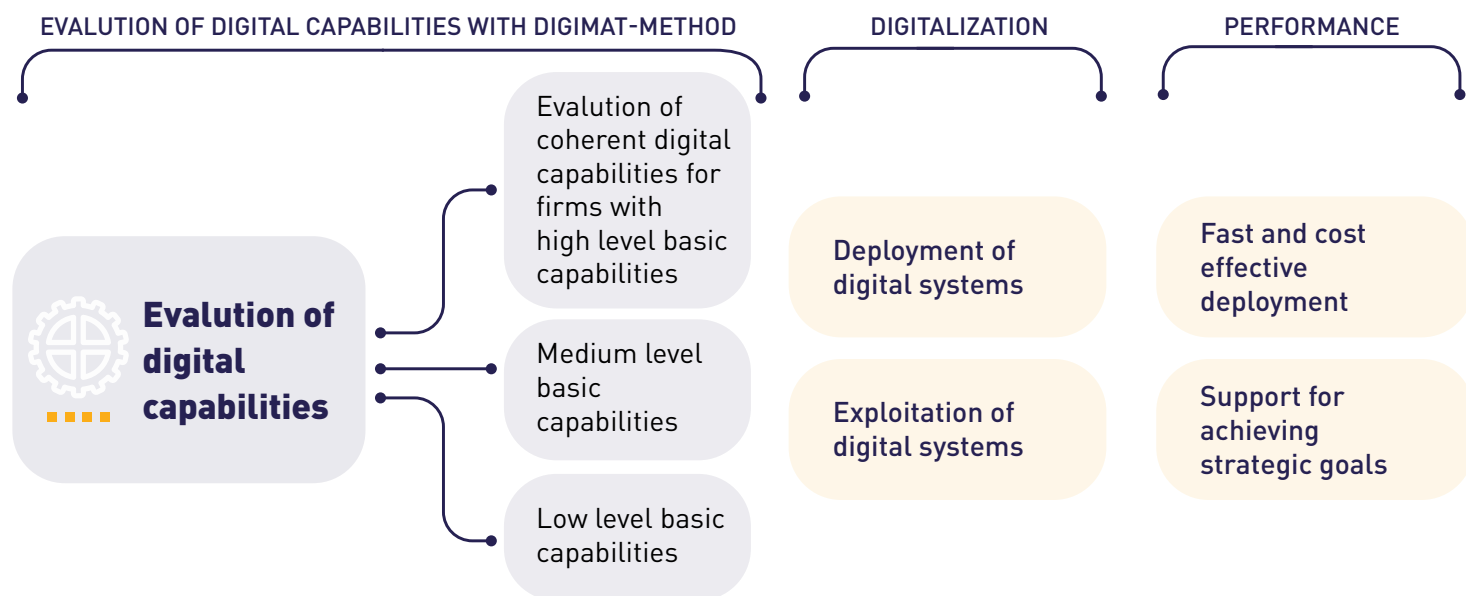 EVALUTION OF DIGITAL CAPABILITIES WITH DIGIMAT-METHOD
DIGITALIZATION
PERFORMANCE
Evalution of
digital
capabilities
Evalution of
coherent digital
capabilities for
firms with
high level basic
capabilities
Medium level
basic
capabilities
Low level basic
capabilities
Deployment of
digital systems
Exploitation of
digital systems
Fast and cost
effective
deployment
Support for
achieving
strategic goals